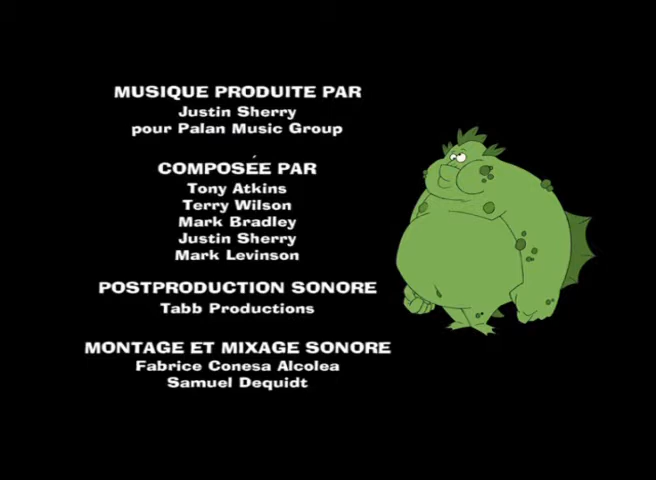 MUSIQUE PRODUITE PAR
Justin Sherry
pour Palan Music Group
COMPOSÉE PAR
Tony Atkins
Terry Wilson
Mark Bradley
Justin Sherry
Mark Levinson
POSTPRODUCTION SONORE
Tabb Productions
MONTAGE ET MIXAGE SONORE
Fabrice Conesa Alcolea
Samuel Dequidt